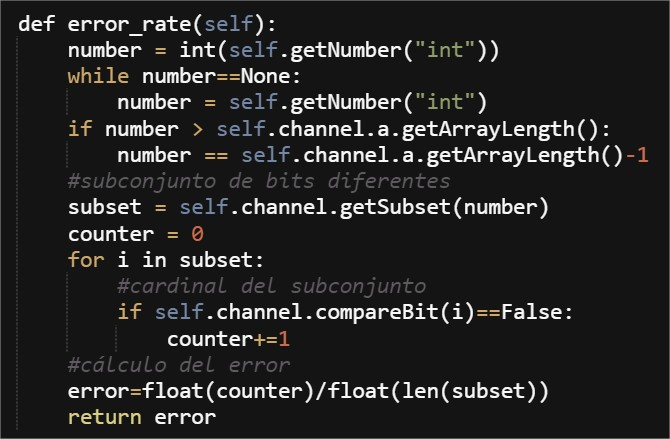 def error_rate(self):
    number = int(self.getNumber("int"))
    while number==None:
        number = self.getNumber("int")
    if number > self.channel.a.getArrayLength():
        number == self.channel.a.getArrayLength()-1
    #subconjunto de bits diferentes
    subset = self.channel.getSubset(number)
    counter = 0
    for i in subset:
        #cardinal del subconjunto
        if self.channel.compareBit(i)==False:
            counter+=1
    #cálculo del error
    error=float(counter)/float(len(subset))
    return error